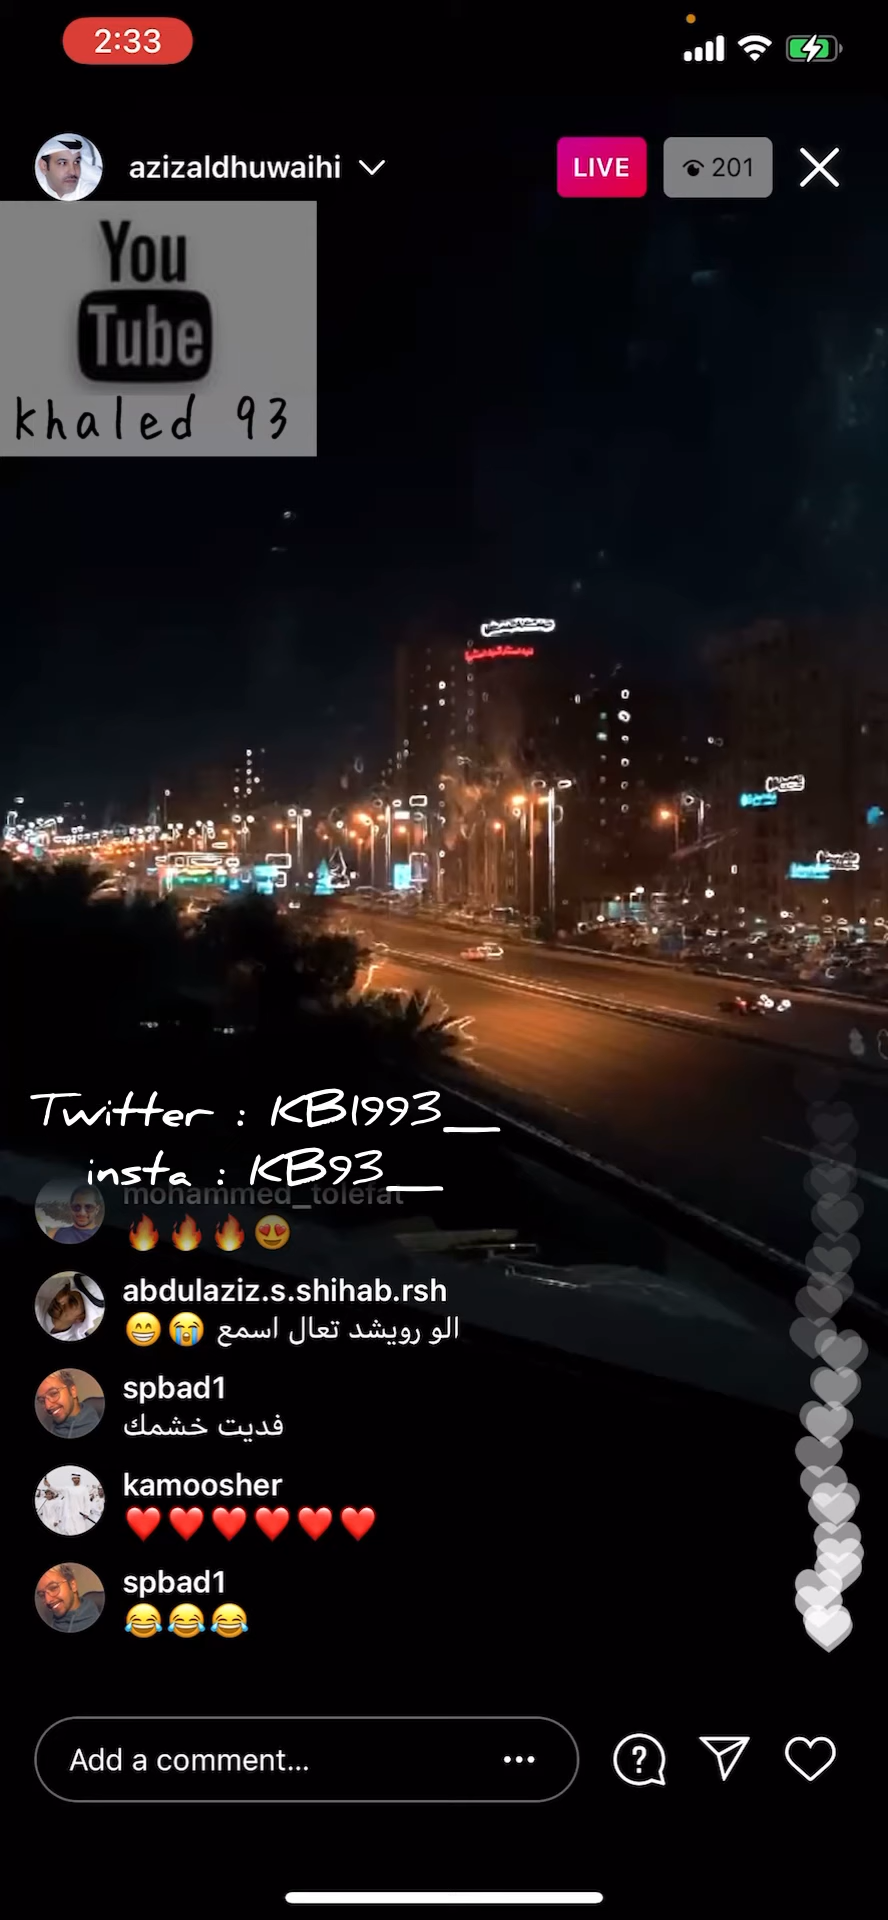 2:33
azizaldhuwaihi
LIVE
201
You
Tube
khaled 93
Twitter : KB1993__
insta : KB93__
mohammed_tolefat
🔥🔥🔥😍
abdulaziz.s.shihab.rsh
الو رويشد تعال اسمع 😭😁
spbad1
فديت خشمك
kamoosher
❤️❤️❤️❤️❤️❤️
spbad1
😂😂😂
Add a comment...